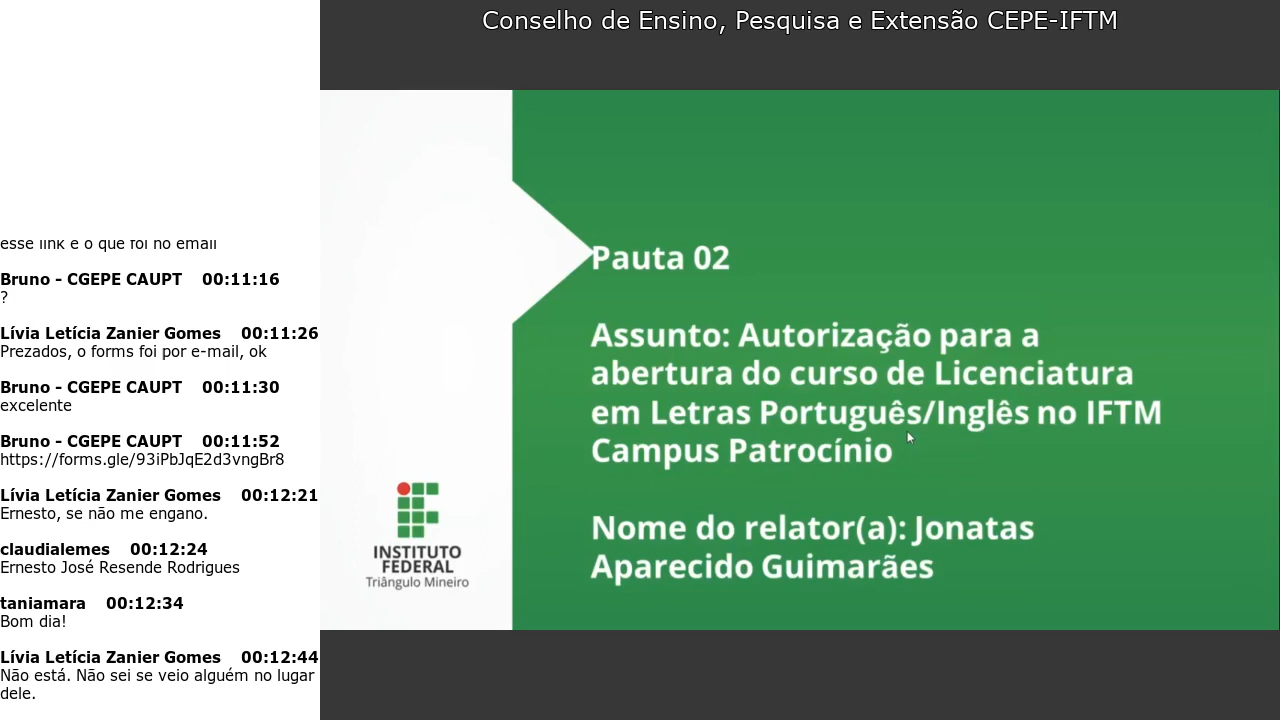 esse link e o que foi no email
Bruno - CGEPE CAUPT 00:11:16
?
Lívia Letícia Zanier Gomes 00:11:26
Prezados, o forms foi por e-mail, ok
Bruno - CGEPE CAUPT 00:11:30
excelente
Bruno - CGEPE CAUPT 00:11:52
https://forms.gle/93iPbJqE2d3vngBr8
Lívia Letícia Zanier Gomes 00:12:21
Ernesto, se não me engano.
claudialemes 00:12:24
Ernesto José Resende Rodrigues
taniamara 00:12:34
Bom dia!
Lívia Letícia Zanier Gomes 00:12:44
Não está. Não sei se veio alguém no lugar
dele.
Conselho de Ensino, Pesquisa e Extensão CEPE-IFTM
Pauta 02
Assunto: Autorização para a
abertura do curso de Licenciatura
em Letras Português/Inglês no IFTM
Campus Patrocínio
Nome do relator(a): Jonatas
Aparecido Guimarães
INSTITUTO
FEDERAL
Triângulo Mineiro